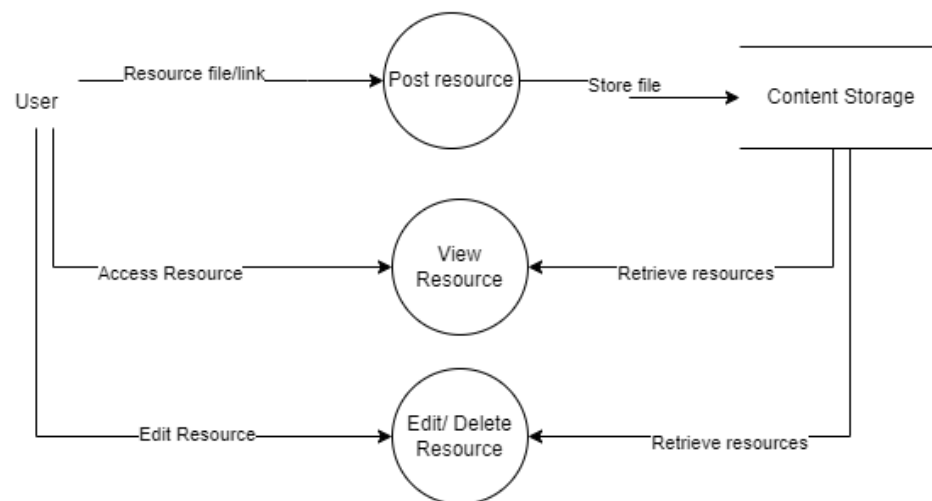 Resource file/link
Post resource
Store file
User
Content Storage
View
Resource
Access Resource
Retrieve resources
Edit/ Delete
Resource
Edit Resource
Retrieve resources